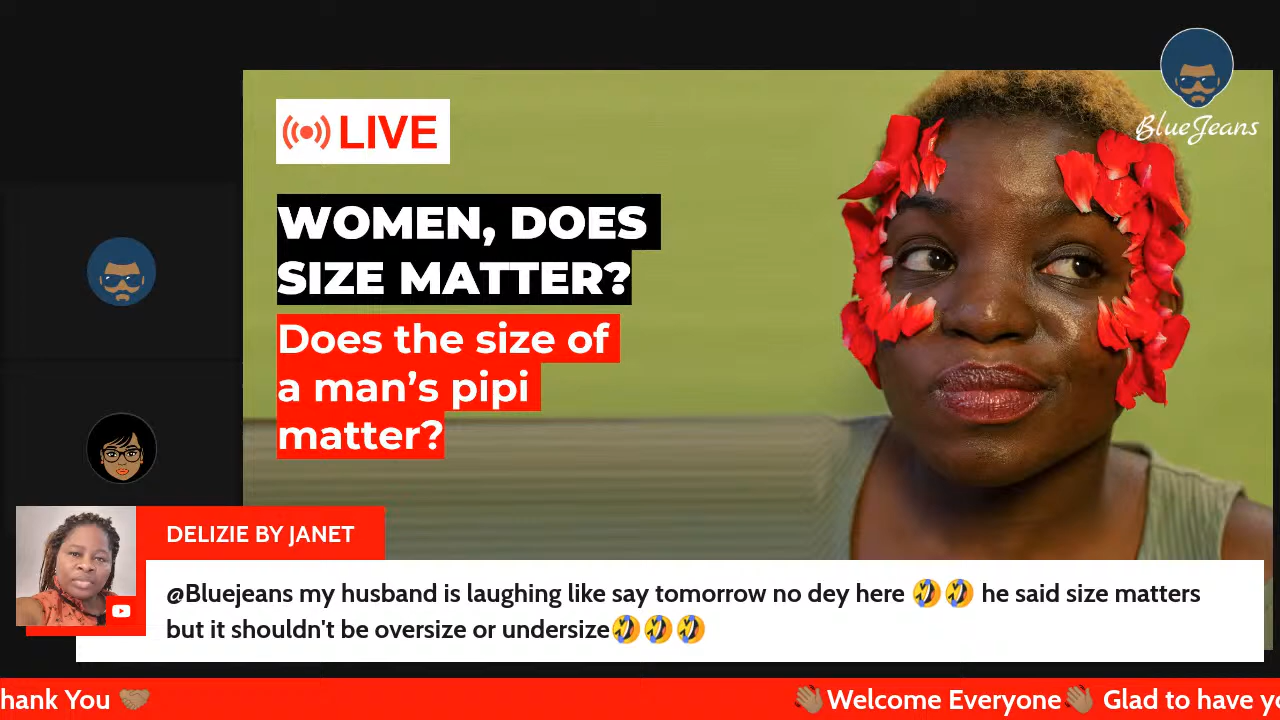 BlueJeans
LIVE
WOMEN, DOES
SIZE MATTER?
Does the size of
a man’s pipi
matter?
DELIZIE BY JANET
@Bluejeans my husband is laughing like say tomorrow no dey here 🤣🤣 he said size matters
but it shouldn't be oversize or undersize🤣🤣🤣
hank You 🤝🏽 👋🏽Welcome Everyone👋🏽 Glad to have yo